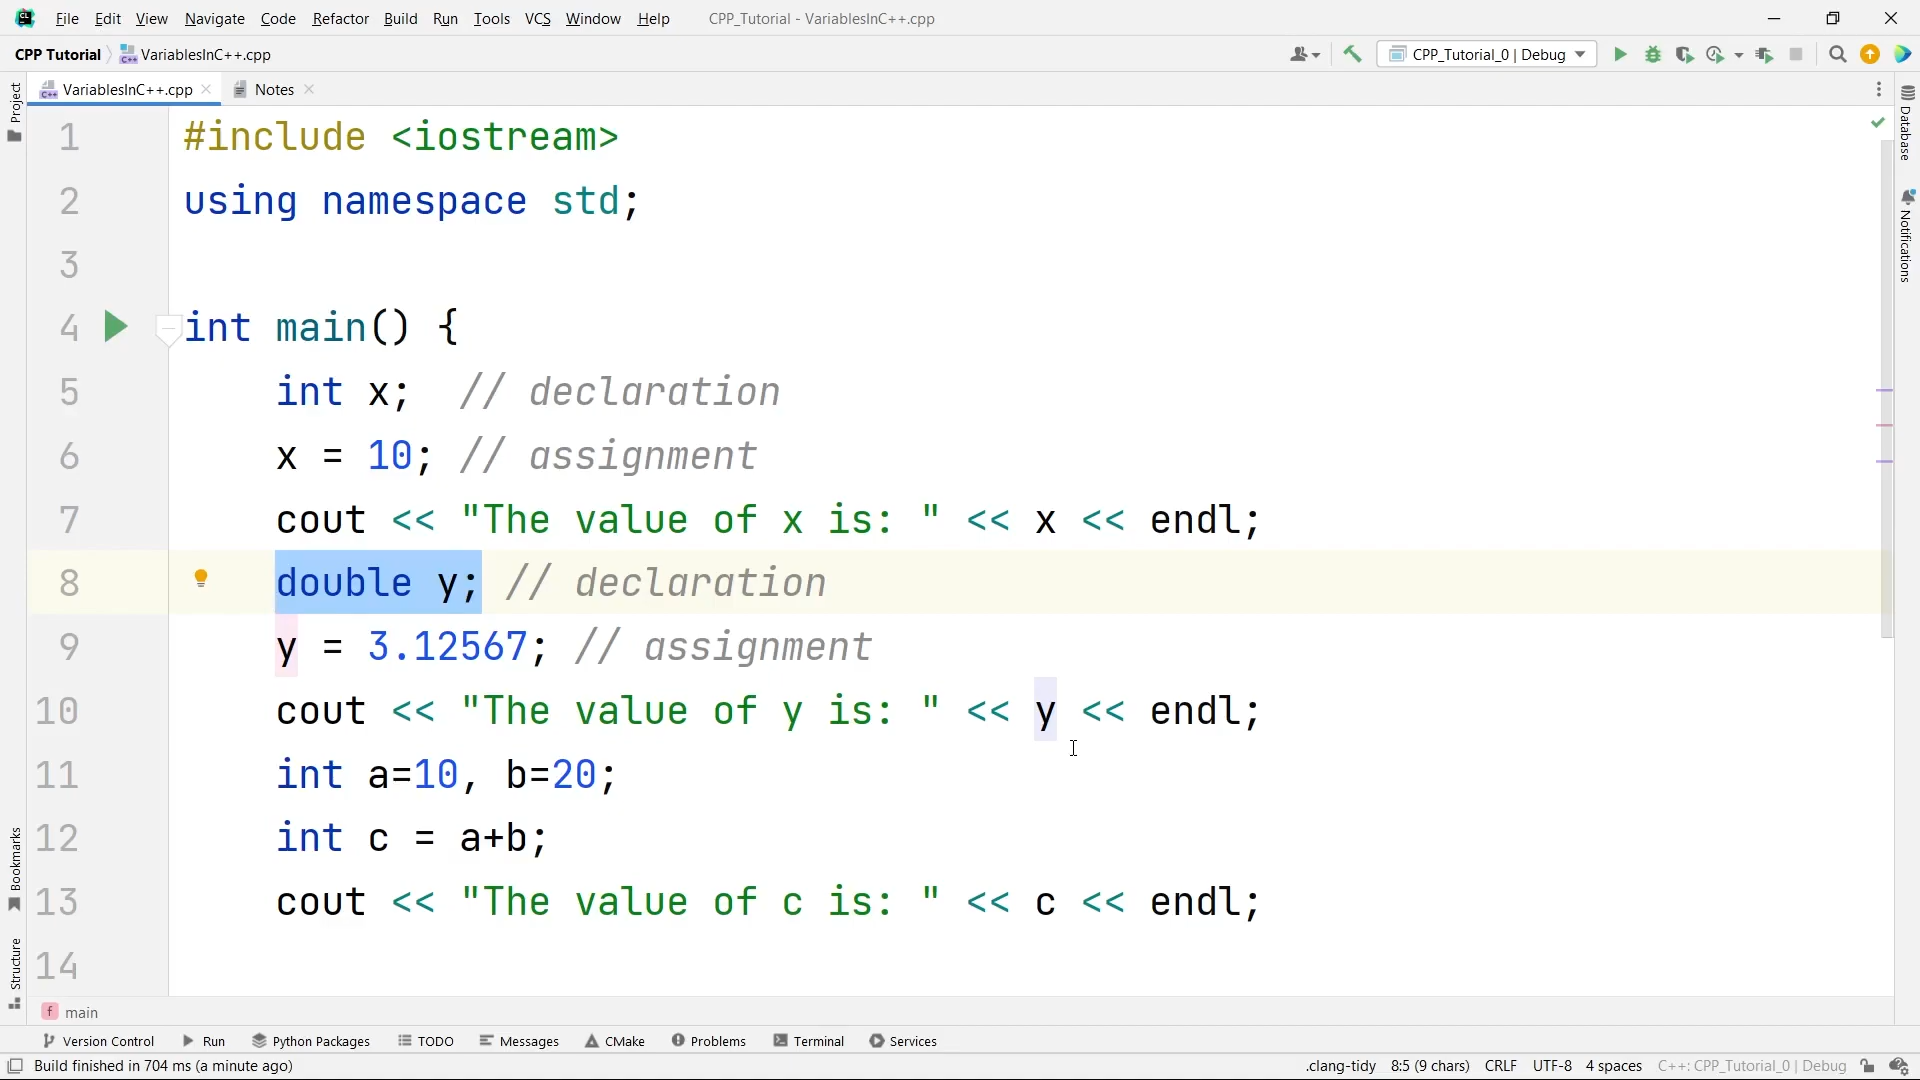 File Edit View Navigate Code Refactor Build Run Tools VCS Window Help CPP_Tutorial - VariablesInC++.cpp
CPP Tutorial VariablesInC++.cpp CPP_Tutorial_0 | Debug
VariablesInC++.cpp Notes
Project
Database
Notifications
1 #include <iostream>
2 using namespace std;
3
4 int main() {
5 int x; // declaration
6 x = 10; // assignment
7 cout << "The value of x is: " << x << endl;
8 double y; // declaration
9 y = 3.12567; // assignment
10 cout << "The value of y is: " << y << endl;
11 int a=10, b=20;
12 int c = a+b;
13 cout << "The value of c is: " << c << endl;
14
Bookmarks
Structure
f main
Version Control Run Python Packages TODO Messages CMake Problems Terminal Services
Build finished in 704 ms (a minute ago) .clang-tidy 8:5 (9 chars) CRLF UTF-8 4 spaces C++: CPP_Tutorial_0 | Debug